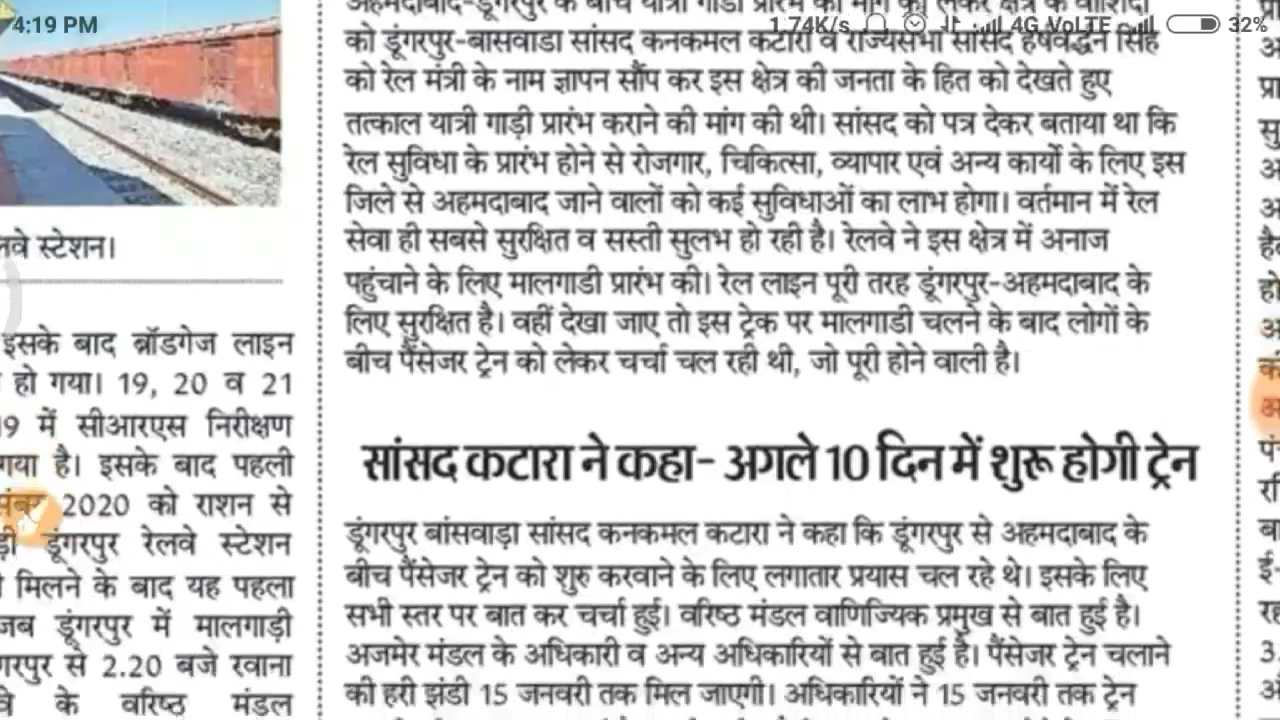 4:19 PM
1.74K/s 4G VoLTE 32%
लवे स्टेशन।
इसके बाद ब्रॉडगेज लाइन
हो गया। 19, 20 व 21
19 में सीआरएस निरीक्षण
गया है। इसके बाद पहली
2020 को राशन से
डूंगरपुर रेलवे स्टेशन
मिलने के बाद यह पहला
जब डूंगरपुर में मालगाड़ी
गरपुर से 2.20 बजे रवाना
के वरिष्ठ मंडल
अहमदाबाद-डूंगरपुर के बीच यात्री गाडी प्रारंभ की मांग को लेकर क्षेत्र के
को डूंगरपुर-बांसवाडा सांसद कनकमल कटारा व राज्यसभा सांसद हर्षवर्द्धन सिंह
को रेल मंत्री के नाम ज्ञापन सौंप कर इस क्षेत्र की जनता के हित को देखते हुए
तत्काल यात्री गाड़ी प्रारंभ कराने की मांग की थी। सांसद को पत्र देकर बताया था कि
रेल सुविधा के प्रारंभ होने से रोजगार, चिकित्सा, व्यापार एवं अन्य कार्यो के लिए इस
जिले से अहमदाबाद जाने वालों को कई सुविधाओं का लाभ होगा। वर्तमान में रेल
सेवा ही सबसे सुरक्षित व सस्ती सुलभ हो रही है। रेलवे ने इस क्षेत्र में अनाज
पहुंचाने के लिए मालगाडी प्रारंभ की। रेल लाइन पूरी तरह डूंगरपुर-अहमदाबाद के
लिए सुरक्षित है। वहीं देखा जाए तो इस ट्रेक पर मालगाडी चलने के बाद लोगों के
बीच पैंसेजर ट्रेन को लेकर चर्चा चल रही थी, जो पूरी होने वाली है।
सांसद कटारा ने कहा- अगले 10 दिन में शुरू होगी ट्रेन
डूंगरपुर बांसवाड़ा सांसद कनकमल कटारा ने कहा कि डूंगरपुर से अहमदाबाद के
बीच पैंसेजर ट्रेन को शुरु करवाने के लिए लगातार प्रयास चल रहे थे। इसके लिए
सभी स्तर पर बात कर चर्चा हुई। वरिष्ठ मंडल वाणिज्यिक प्रमुख से बात हुई है।
अजमेर मंडल के अधिकारी व अन्य अधिकारियों से बात हुई है। पैंसेजर ट्रेन चलाने
की हरी झंडी 15 जनवरी तक मिल जाएगी। अधिकारियों ने 15 जनवरी तक ट्रेन